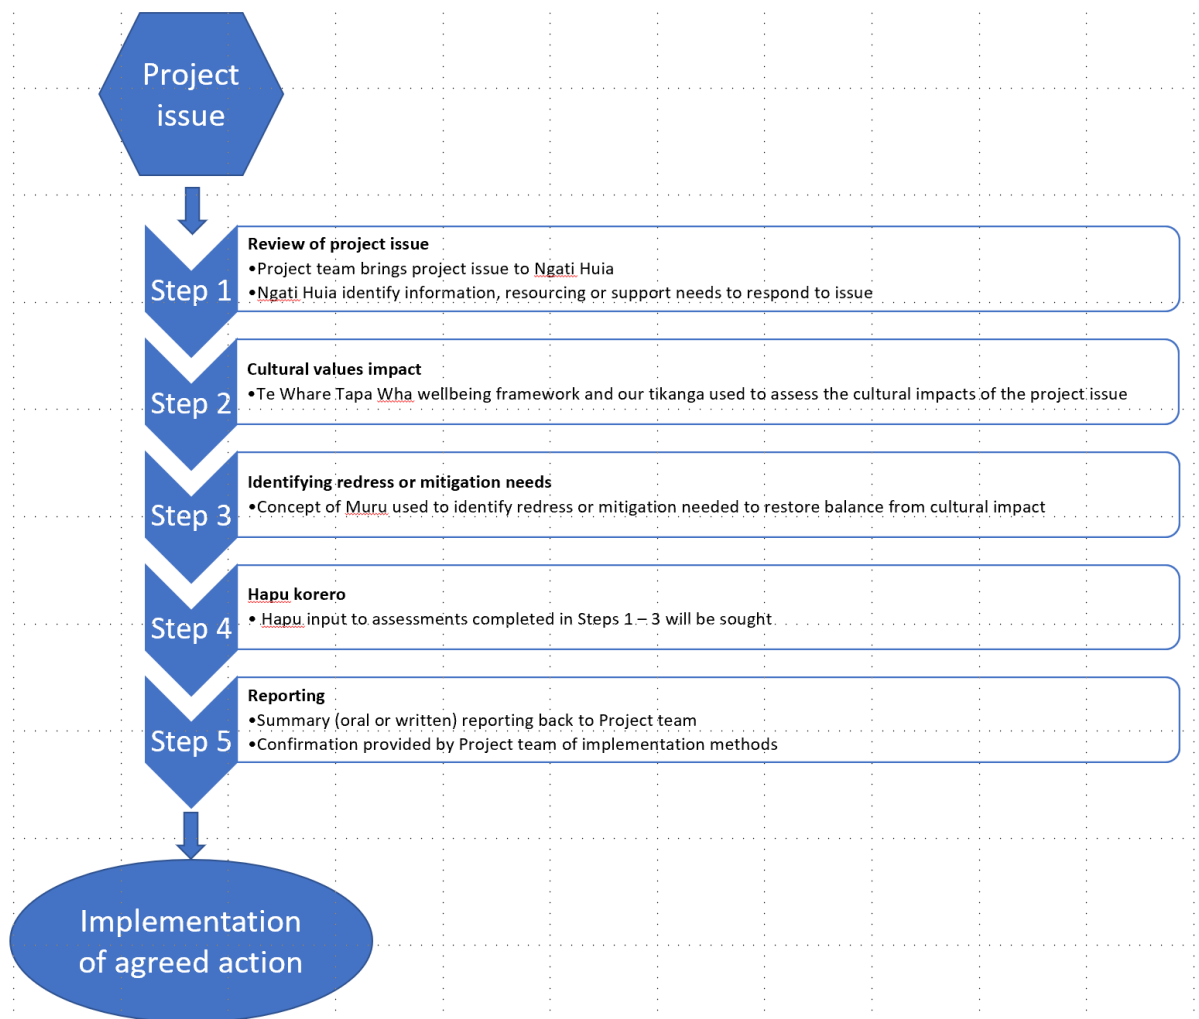 Project
issue
Step 1
Review of project issue
•Project team brings project issue to Ngati Huia
•Ngati Huia identify information, resourcing or support needs to respond to issue
Step 2
Cultural values impact
•Te Whare Tapa Wha wellbeing framework and our tikanga used to assess the cultural impacts of the project issue
Step 3
Identifying redress or mitigation needs
•Concept of Muru used to identify redress or mitigation needed to restore balance from cultural impact
Step 4
Hapu korero
• Hapu input to assessments completed in Steps 1 – 3 will be sought
Step 5
Reporting
•Summary (oral or written) reporting back to Project team
•Confirmation provided by Project team of implementation methods
Implementation
of agreed action